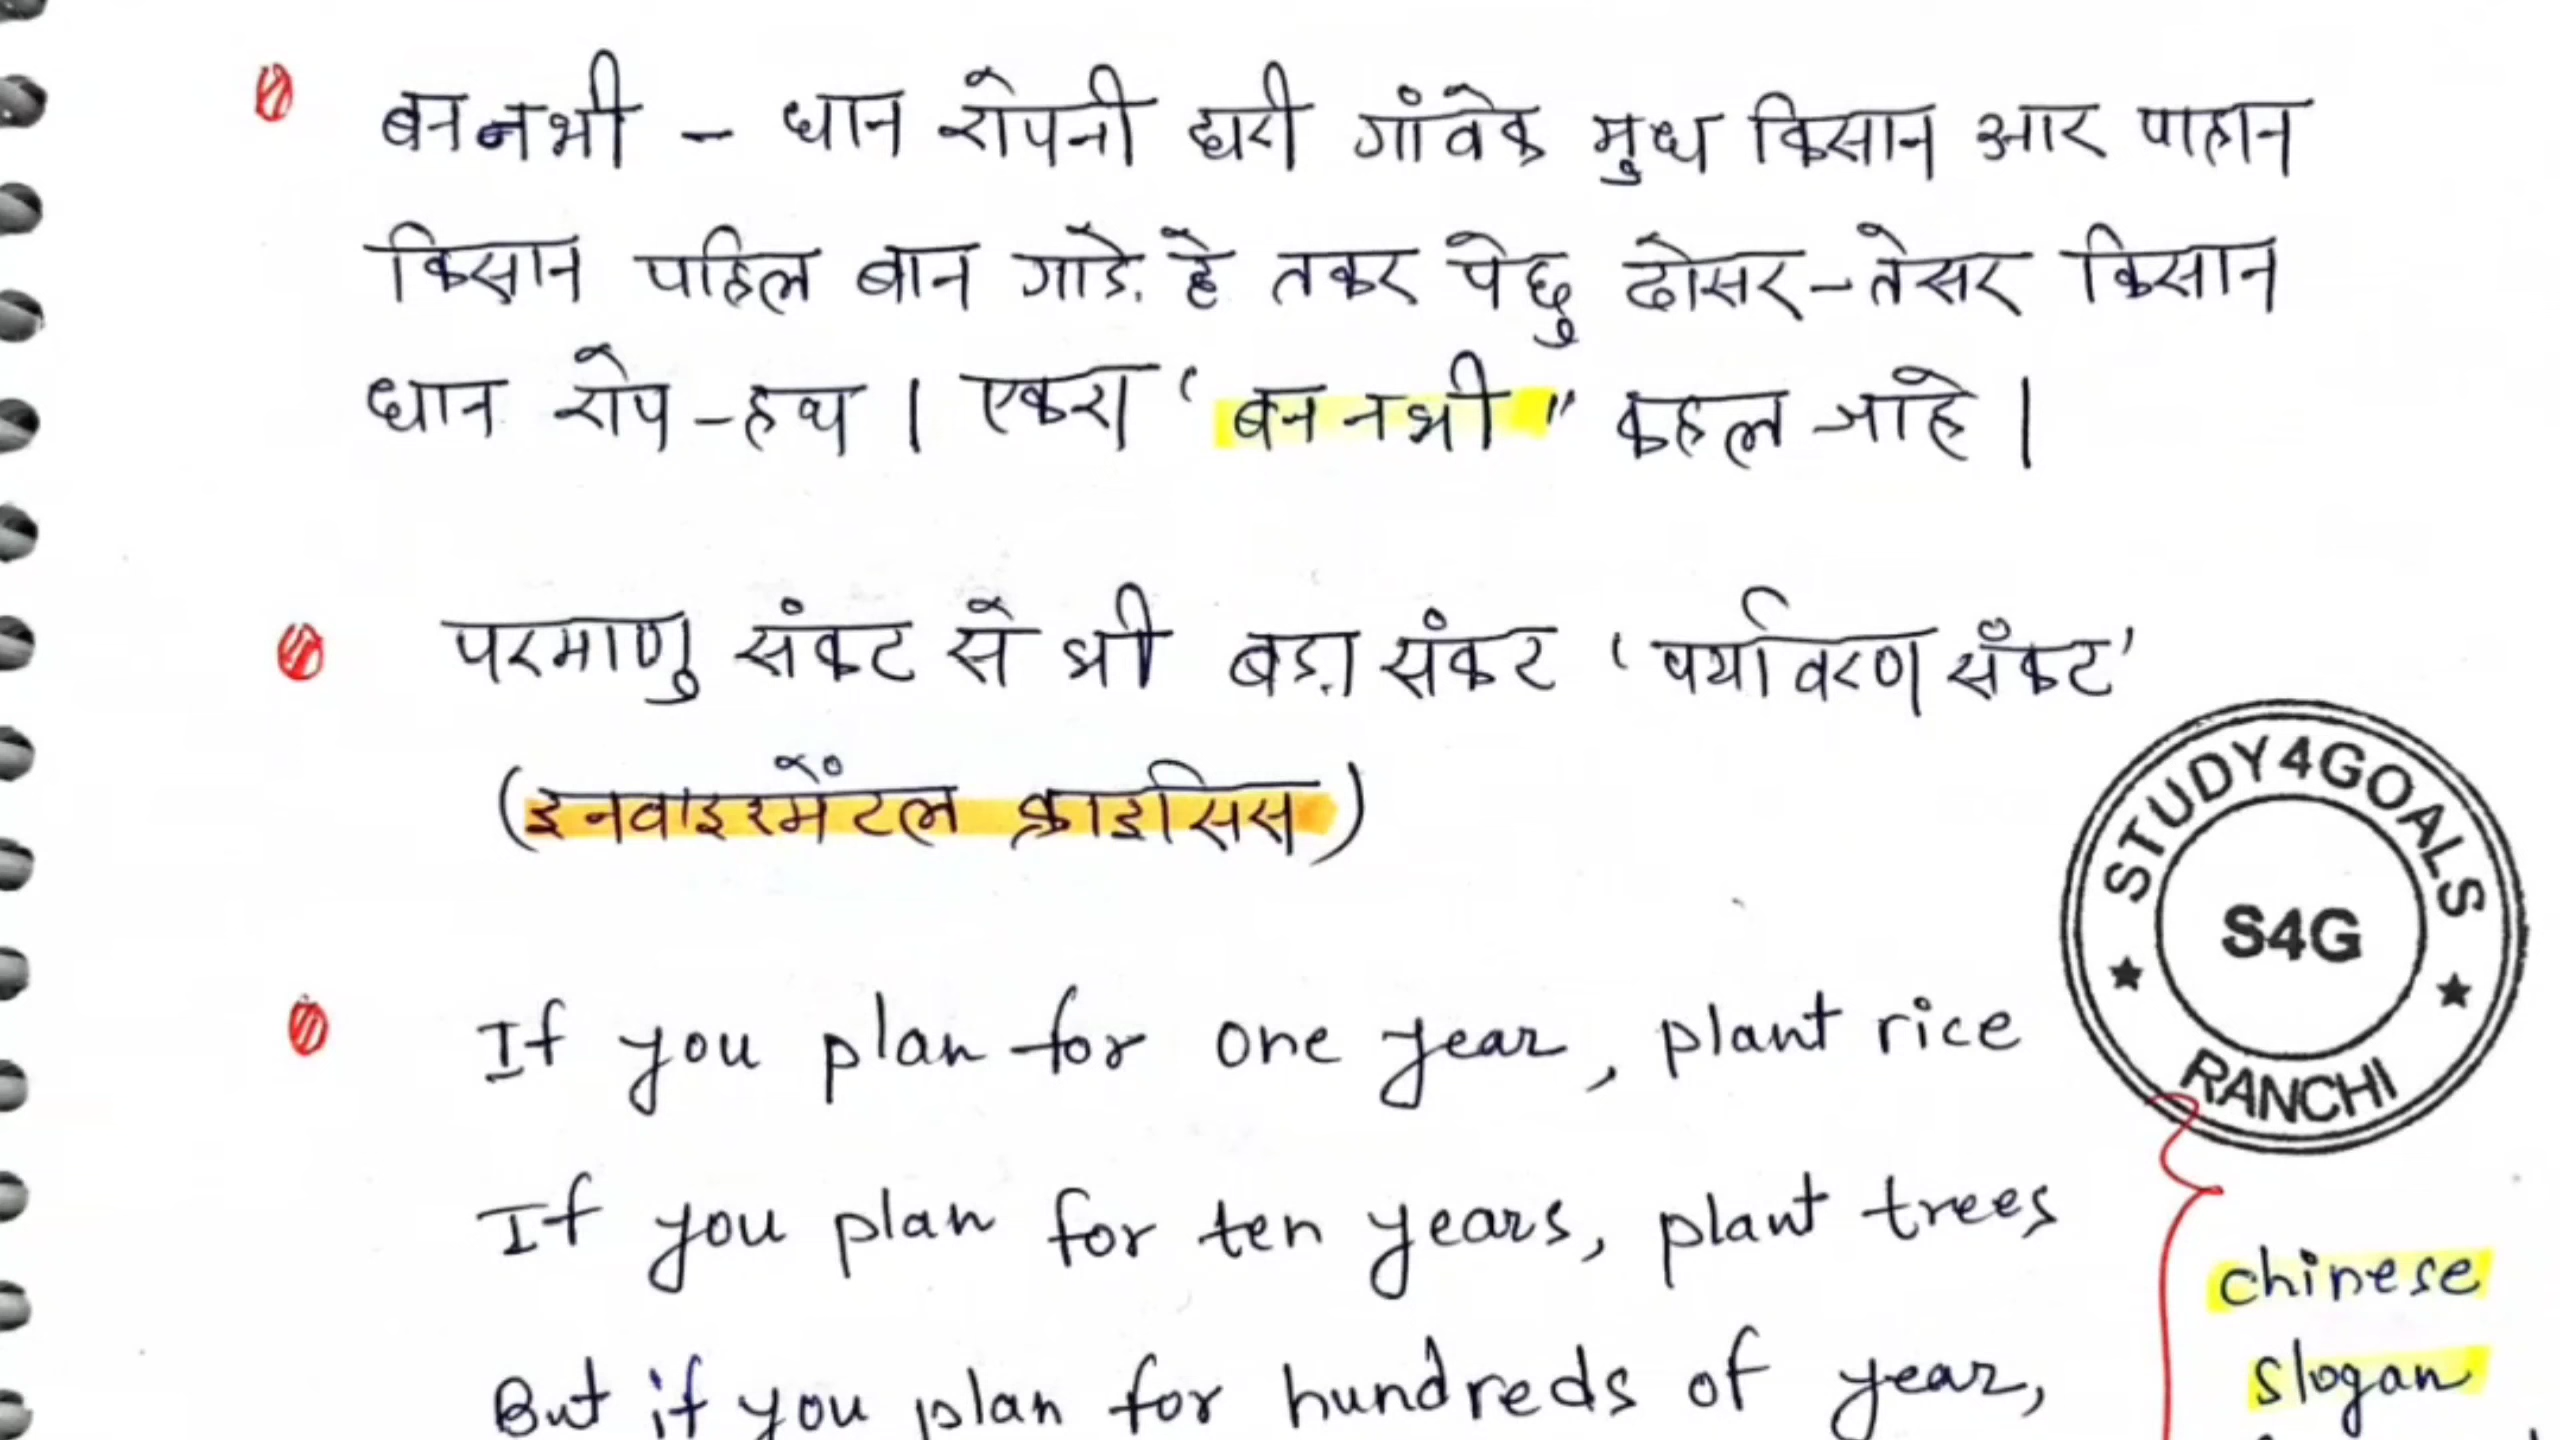 बननभी - धान रोपनी घरी गांवेक मुध किसान आर पाहान
किसान पहिल बान गाड़े हे तकर पेछु दोसर-तेसर किसान
धान रोप-हथ । एकरा ' बननभी " कहल जाहे ।
परमाणु संकट से भी बड़ा संकट 'पर्यावरण संकट'
(इनवाइरमेंटल क्राइसिस)
STUDY4GOALS
S4G
RANCHI
If you plan for one year, plant rice
If you plan for ten years, plant trees
But if you plan for hundreds of year,
chinese
slogan